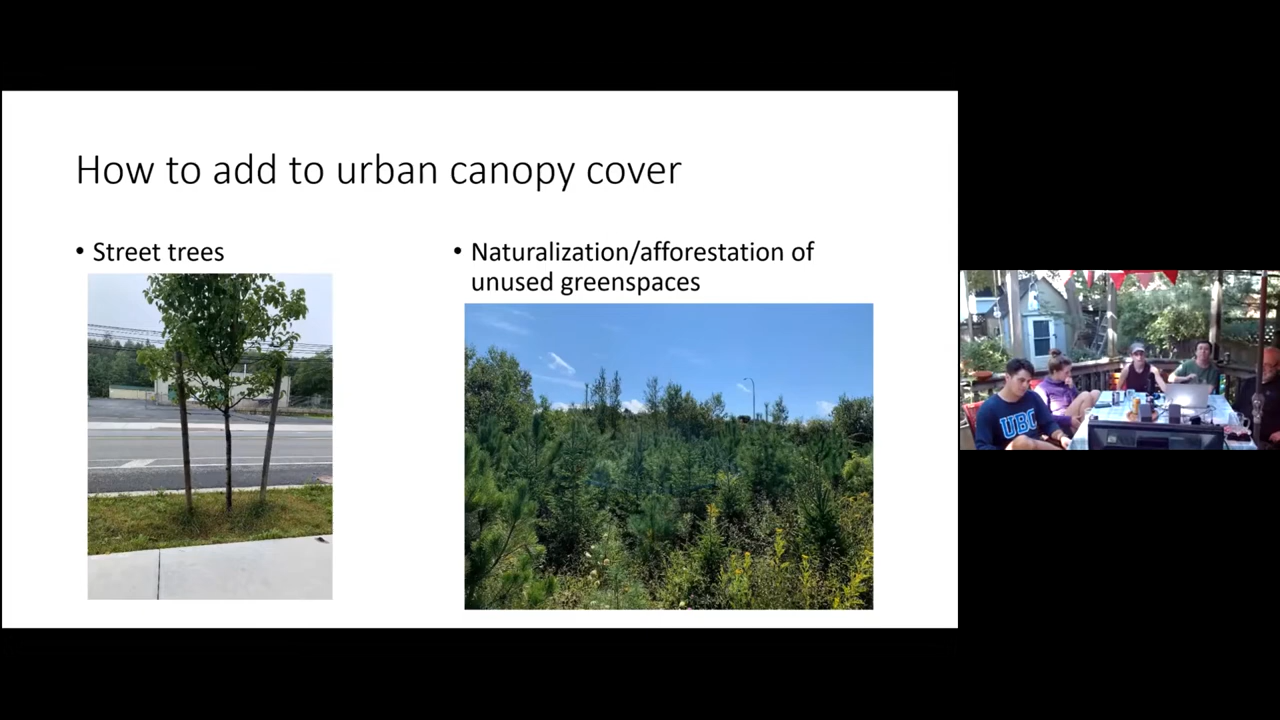 How to add to urban canopy cover
• Street trees
• Naturalization/afforestation of
unused greenspaces
UBC